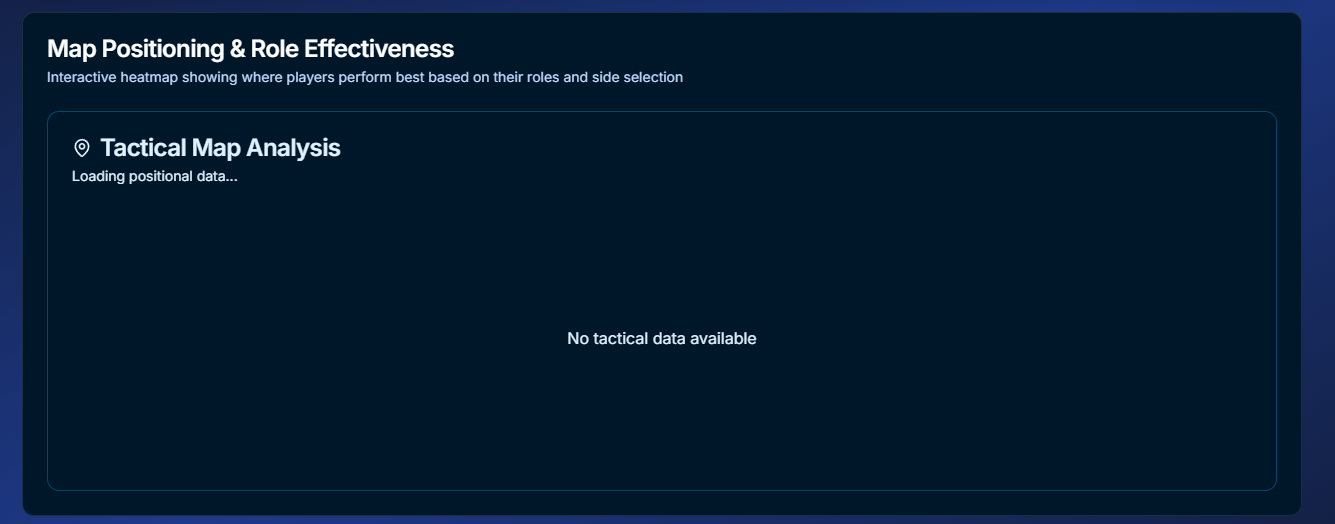 Map Positioning & Role Effectiveness
Interactive heatmap showing where players perform best based on their roles and side selection
Tactical Map Analysis
Loading positional data...
No tactical data available